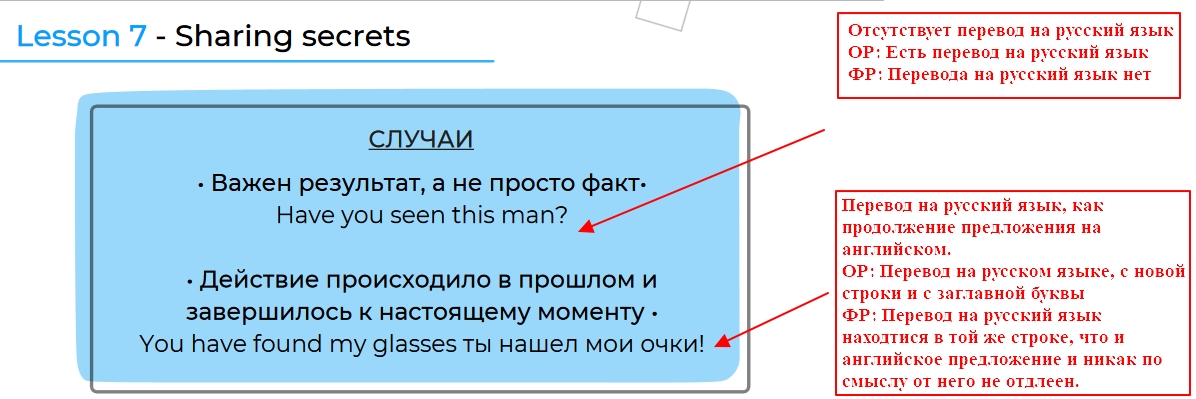 Lesson 7 - Sharing secrets
СЛУЧАИ
• Важен результат, а не просто факт•
Have you seen this man?
• Действие происходило в прошлом и
завершилось к настоящему моменту •
You have found my glasses ты нашел мои очки!
Отсутствует перевод на русский язык
ОР: Есть перевод на русский язык
ФР: Перевода на русский язык нет
Перевод на русский язык, как
продолжение предложения на
английском.
ОР: Перевод на русском языке, с новой
строки и с заглавной буквы
ФР: Перевод на русский язык
находтися в той же строке, что и
английское предложение и никак по
смыслу от него не отдлеен.